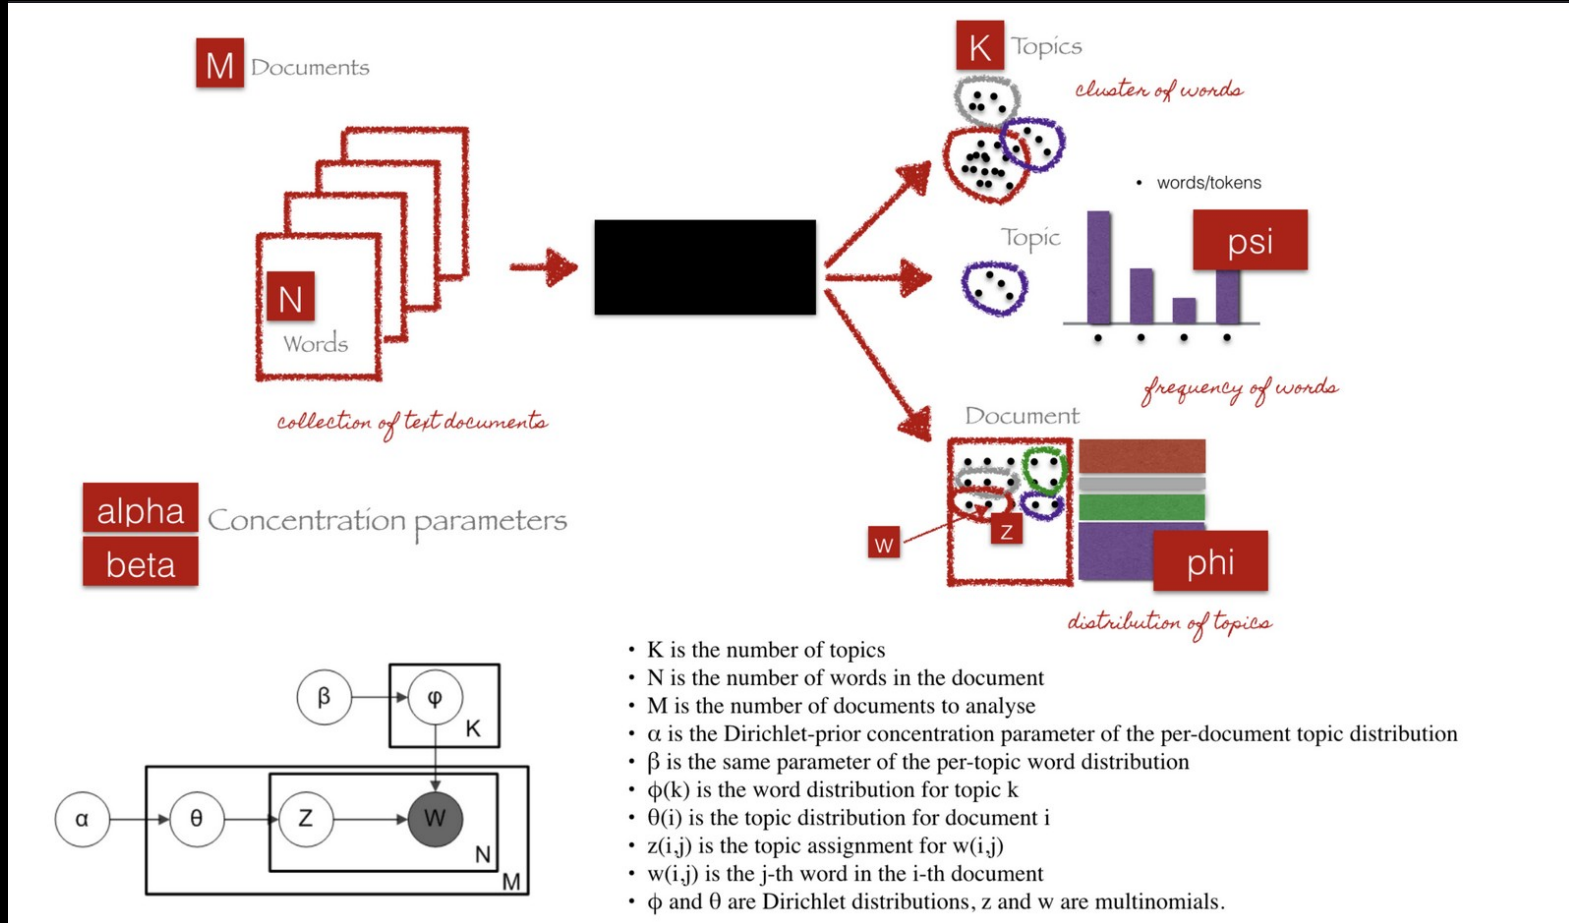 M Documents
N
Words
collection of text documents
alpha
beta
Concentration parameters
K Topics
cluster of words
• words/tokens
Topic
psi
frequency of words
Document
w
z
phi
distribution of topics
β
φ
K
α
θ
Z
W
N
M
• K is the number of topics
• N is the number of words in the document
• M is the number of documents to analyse
• α is the Dirichlet-prior concentration parameter of the per-document topic distribution
• β is the same parameter of the per-topic word distribution
• ϕ(k) is the word distribution for topic k
• θ(i) is the topic distribution for document i
• z(i,j) is the topic assignment for w(i,j)
• w(i,j) is the j-th word in the i-th document
• ϕ and θ are Dirichlet distributions, z and w are multinomials.